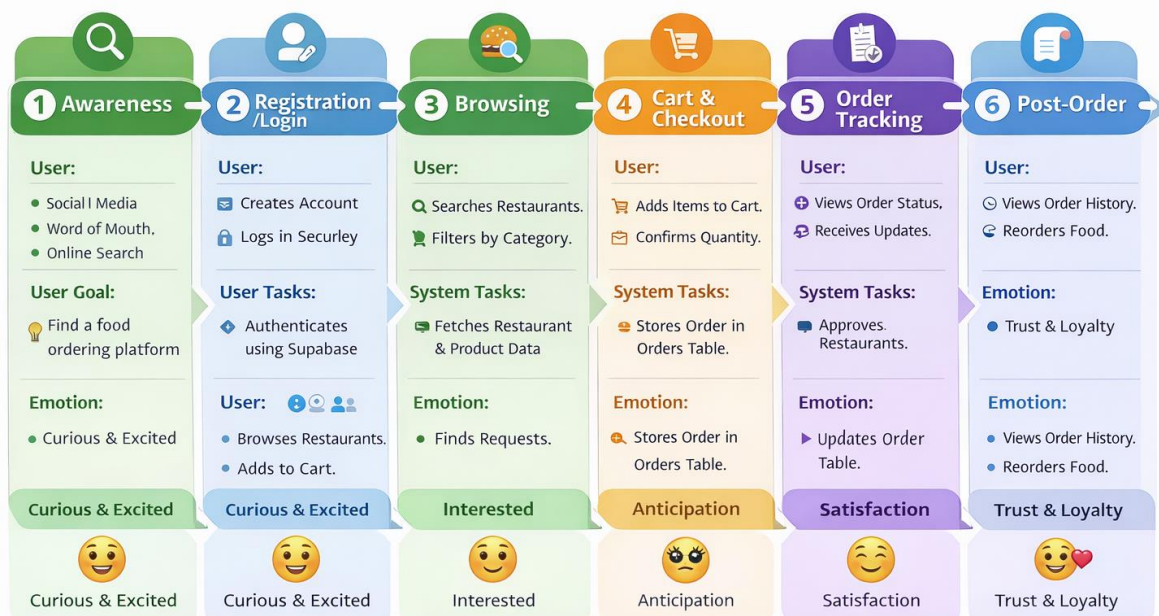 1 Awareness
User:
Social l Media
Word of Mouth.
Online Search
User Goal:
Find a food
ordering platform
Emotion:
Curious & Excited
Curious & Excited
Curious & Excited
2 Registration
/Login
User:
Creates Account
Logs in Securley
User Tasks:
Authenticates
using Supabase
User:
Browses Restaurants.
Adds to Cart.
Curious & Excited
Curious & Excited
3 Browsing
User:
Searches Restaurants.
Filters by Category.
System Tasks:
Fetches Restaurant
& Product Data
Emotion:
Finds Requests.
Interested
Interested
4 Cart &
Checkout
User:
Adds Items to Cart.
Confirms Quantity.
System Tasks:
Stores Order in
Orders Table.
Emotion:
Stores Order in
Orders Table.
Anticipation
Anticipation
5 Order
Tracking
User:
Views Order Status,
Receives Updates.
System Tasks:
Approves.
Restaurants.
Emotion:
Updates Order
Table.
Satisfaction
Satisfaction
6 Post-Order
User:
Views Order History.
Reorders Food.
Emotion:
Trust & Loyalty
Emotion:
Views Order History.
Reorders Food.
Trust & Loyalty
Trust & Loyalty